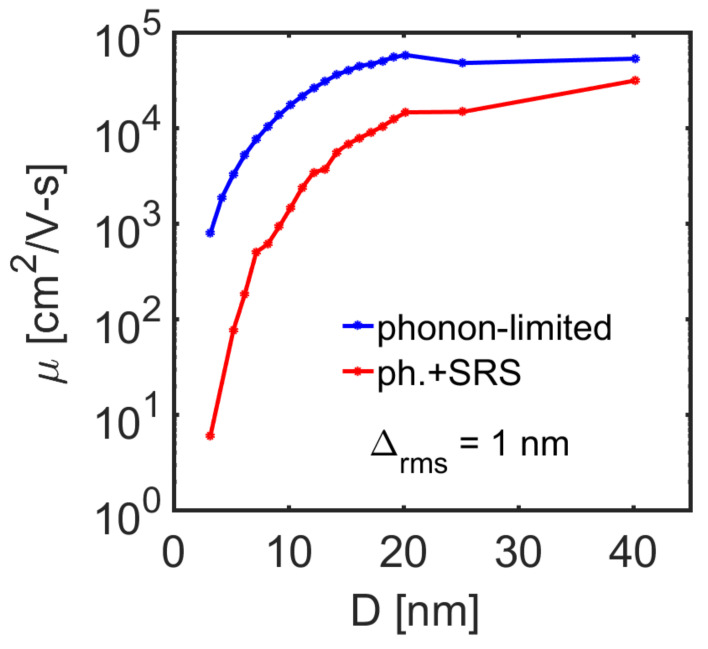 10^5
10^4
10^3
10^2
10^1
10^0
μ [cm^2/V-s]
phonon-limited
ph.+SRS
Δ_rms = 1 nm
0 10 20 30 40
D [nm]